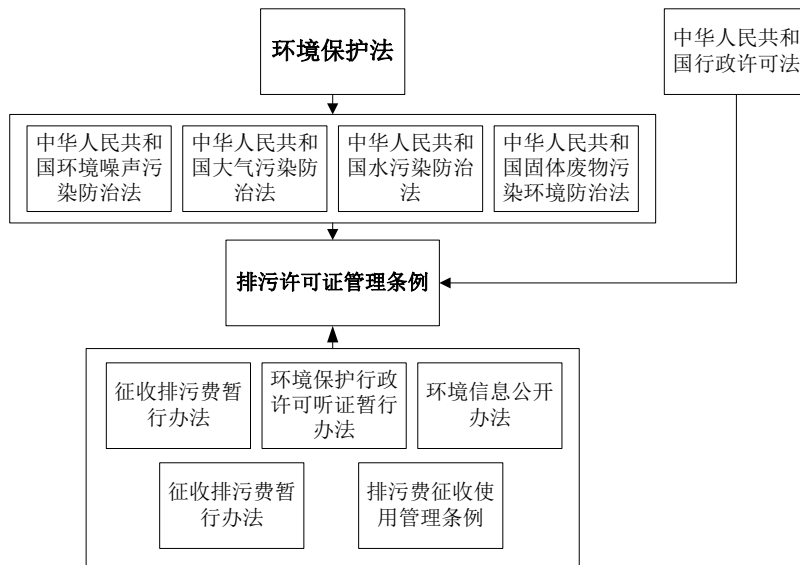 环境保护法
中华人民共和
国行政许可法
中华人民共和
国环境噪声污
染防治法
中华人民共和
国大气污染防
治法
中华人民共和
国水污染防治
法
中华人民共和
国固体废物污
染环境防治法
排污许可证管理条例
征收排污费暂
行办法
环境保护行政
许可听证暂行
办法
环境信息公开
办法
征收排污费暂
行办法
排污费征收使
用管理条例